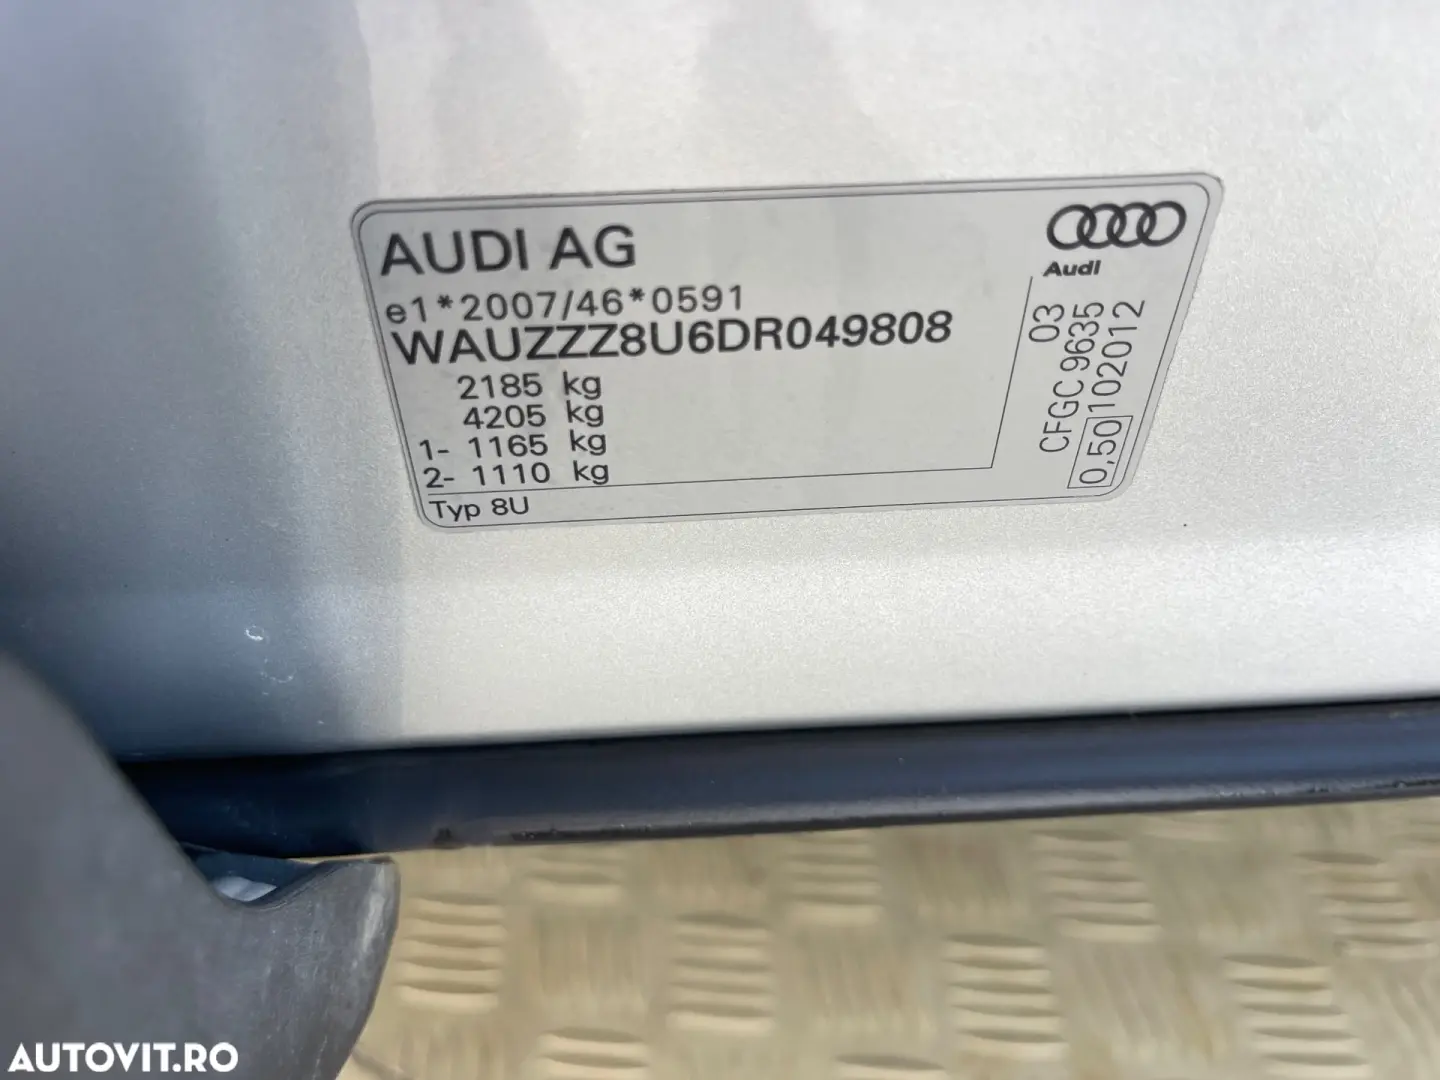 AUDI AG
e1*2007/46*0591
WAUZZZ8U6DR049808
2185 kg
4205 kg
1- 1165 kg
2- 1110 kg
Typ 8U
Audi
03
CFGC 9635
0,50 102012
AUTOVIT.RO